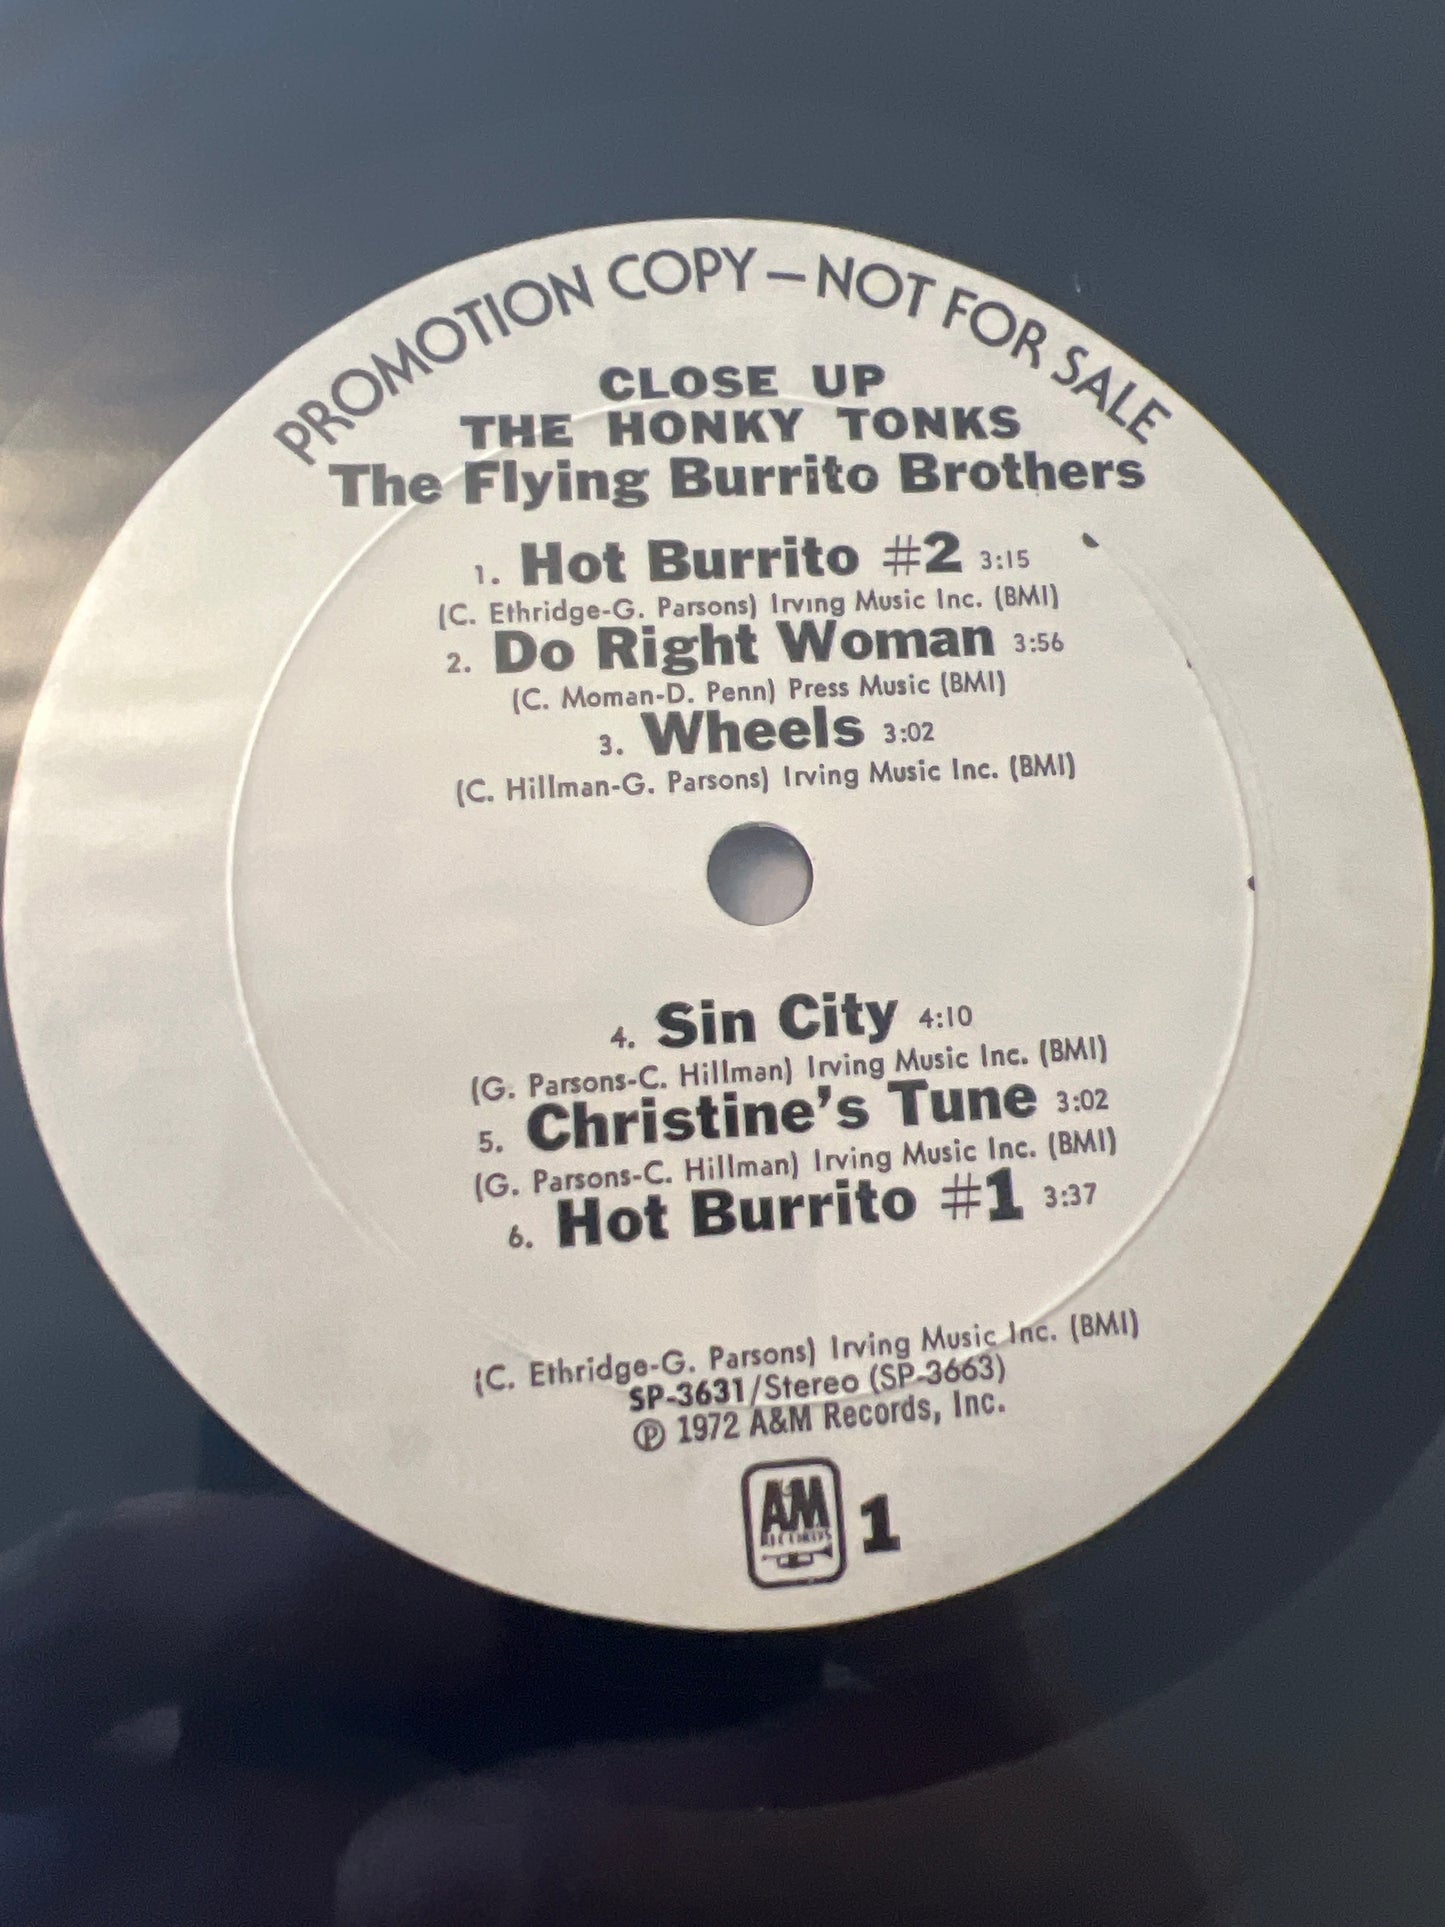 PROMOTION COPY — NOT FOR SALE
CLOSE UP
THE HONKY TONKS
The Flying Burrito Brothers
1. Hot Burrito #2 3:15
(C. Ethridge-G. Parsons) Irving Music Inc. (BMI)
2. Do Right Woman 3:56
(C. Moman-D. Penn) Press Music (BMI)
3. Wheels 3:02
(C. Hillman-G. Parsons) Irving Music Inc. (BMI)
4. Sin City 4:10
(G. Parsons-C. Hillman) Irving Music Inc. (BMI)
5. Christine's Tune 3:02
(G. Parsons-C. Hillman) Irving Music Inc. (BMI)
6. Hot Burrito #1 3:37
(C. Ethridge-G. Parsons) Irving Music Inc. (BMI)
SP-3631/Stereo (SP-3663)
℗ 1972 A&M Records, Inc.
A&M RECORDS 1